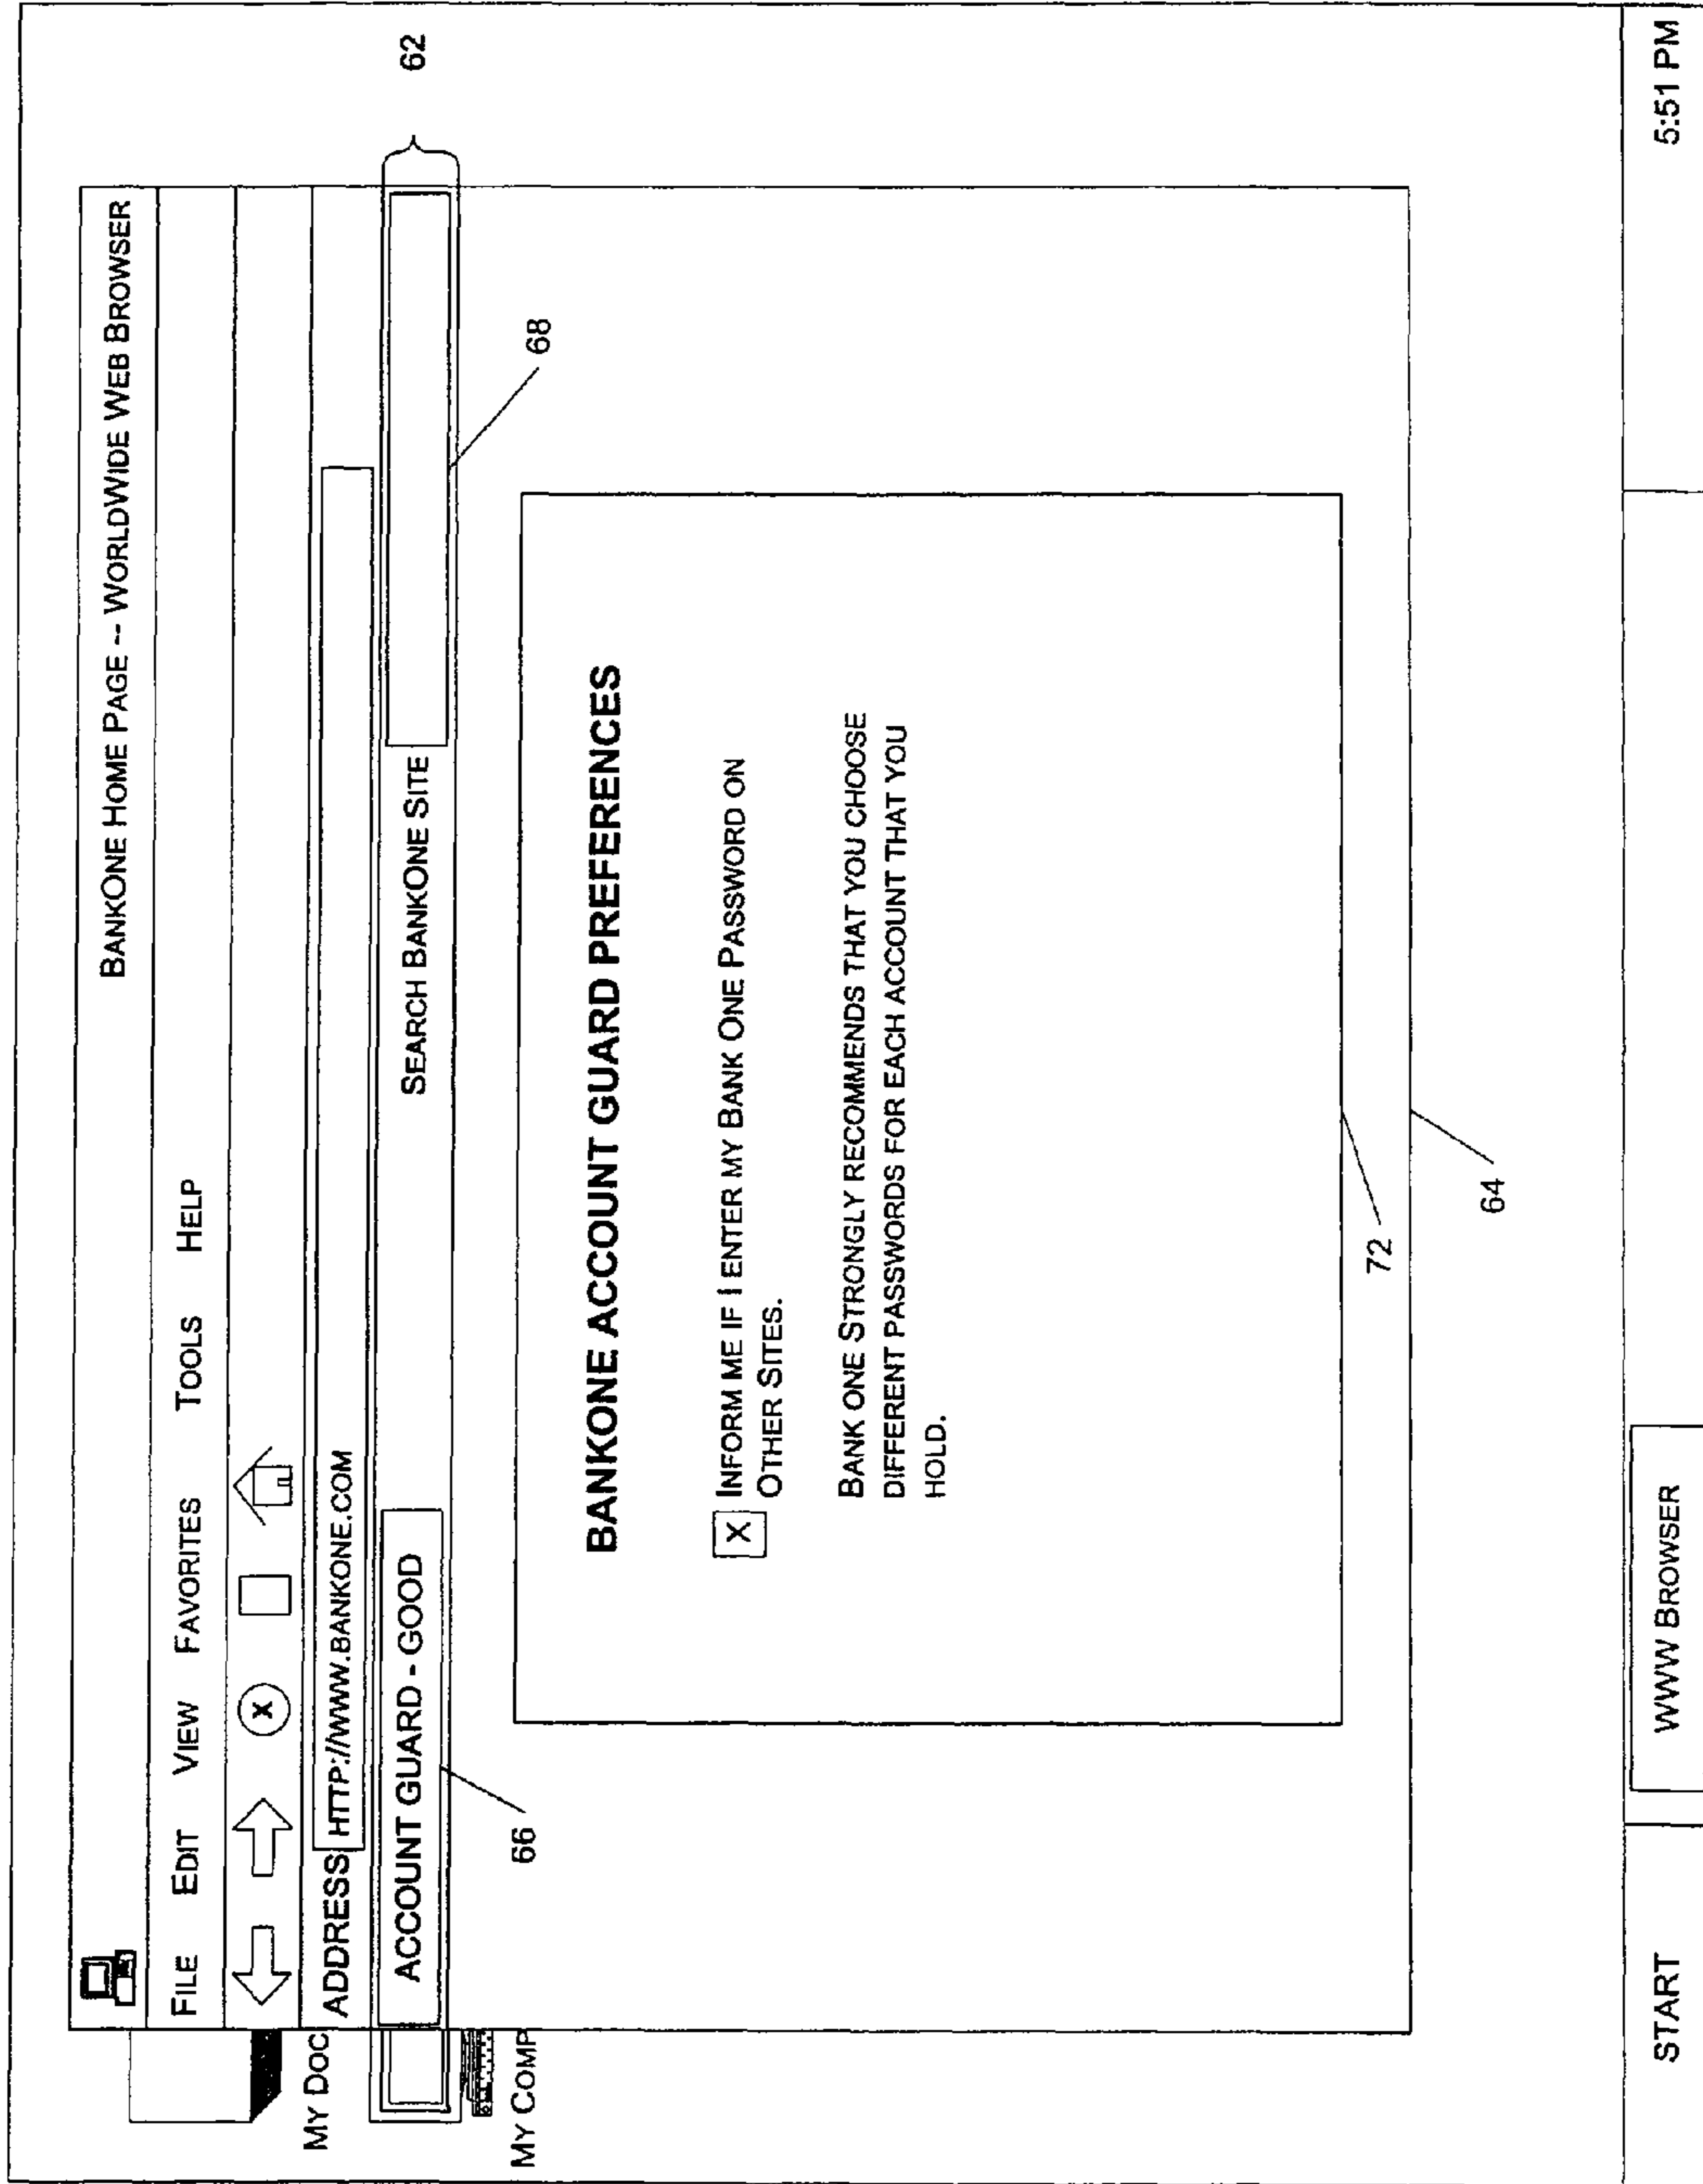 BANKONE HOME PAGE -- WORLDWIDE WEB BROWSER
FILE EDIT VIEW FAVORITES TOOLS HELP
X
MY DOC
ADDRESS HTTP://WWW.BANKONE.COM
ACCOUNT GUARD - GOOD SEARCH BANKONE SITE
62
MY COMP
66
68
BANKONE ACCOUNT GUARD PREFERENCES
X INFORM ME IF I ENTER MY BANK ONE PASSWORD ON
OTHER SITES.
BANK ONE STRONGLY RECOMMENDS THAT YOU CHOOSE
DIFFERENT PASSWORDS FOR EACH ACCOUNT THAT YOU
HOLD.
72
64
START WWW BROWSER 5:51 PM